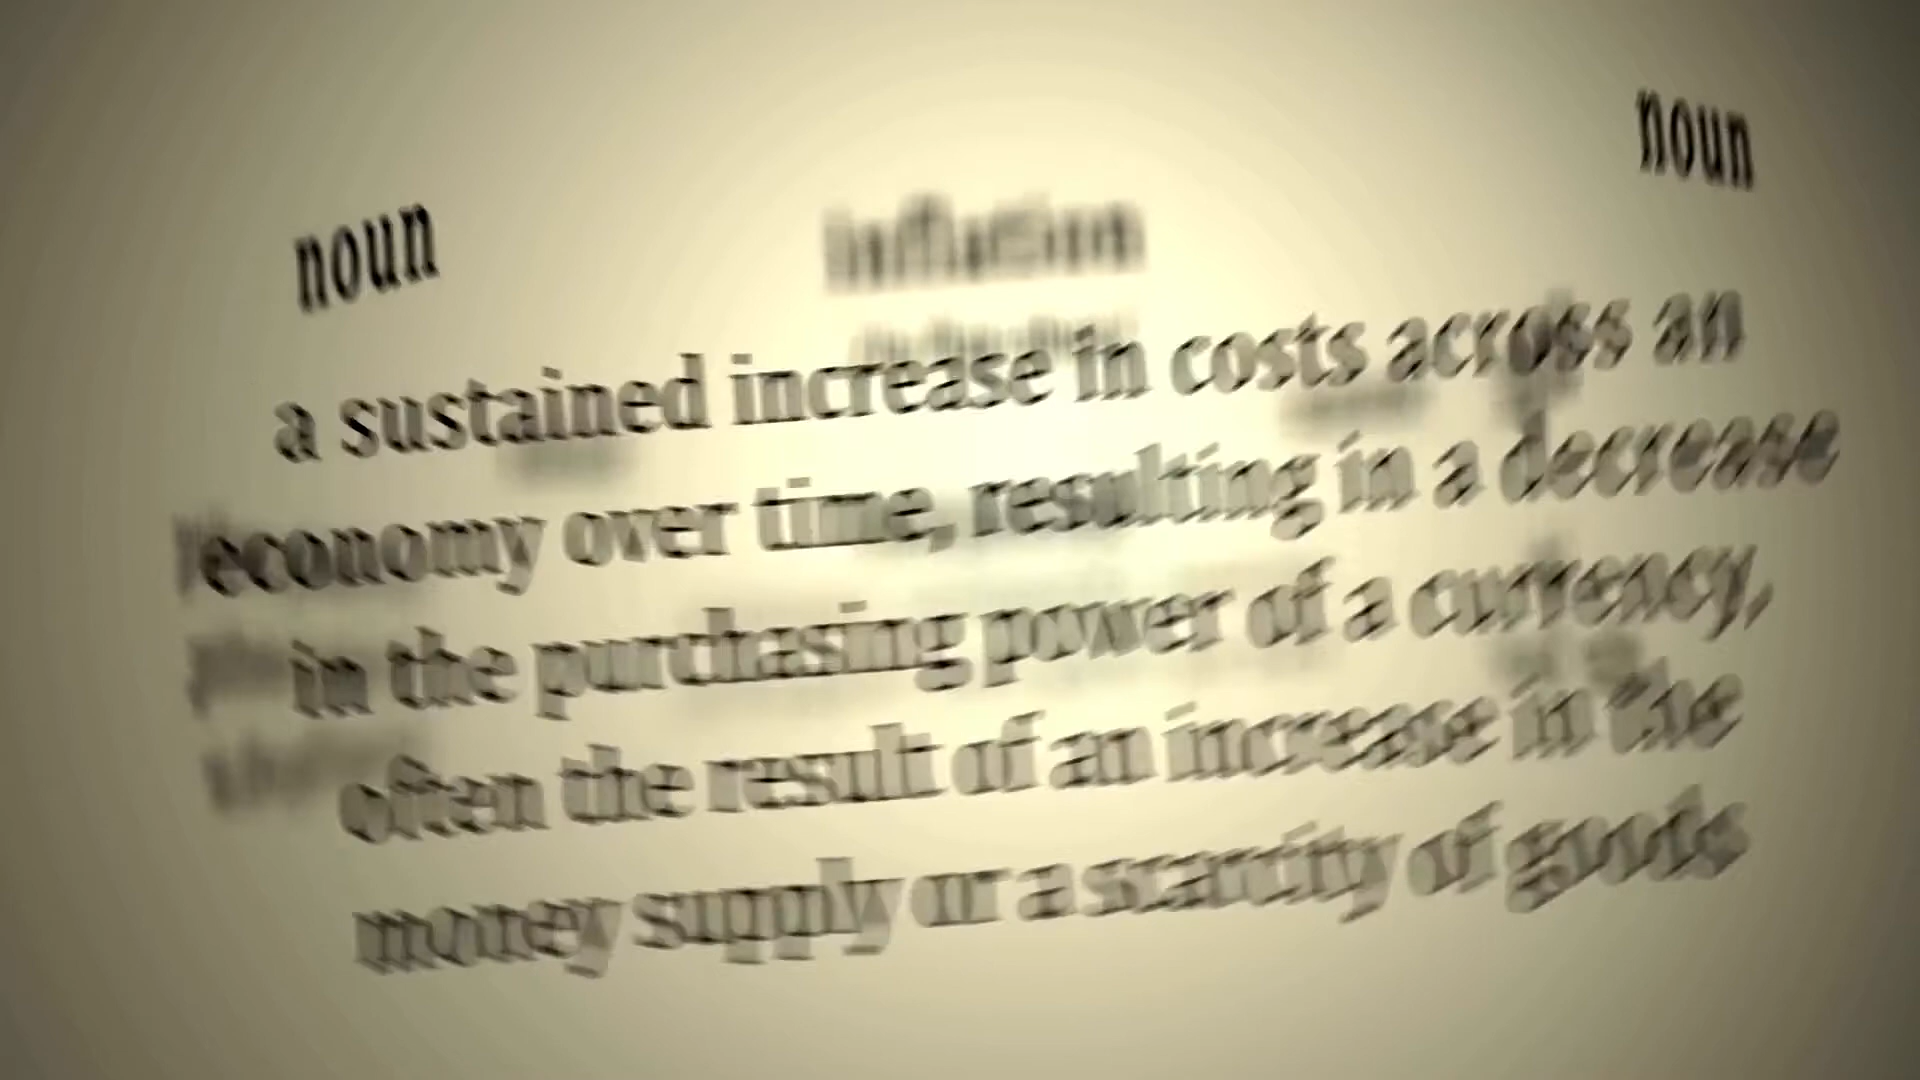 noun
noun
inflation
a sustained increase in costs across an
economy over time, resulting in a decrease
in the purchasing power of a currency,
often the result of an increase in the
money supply or a scarcity of goods